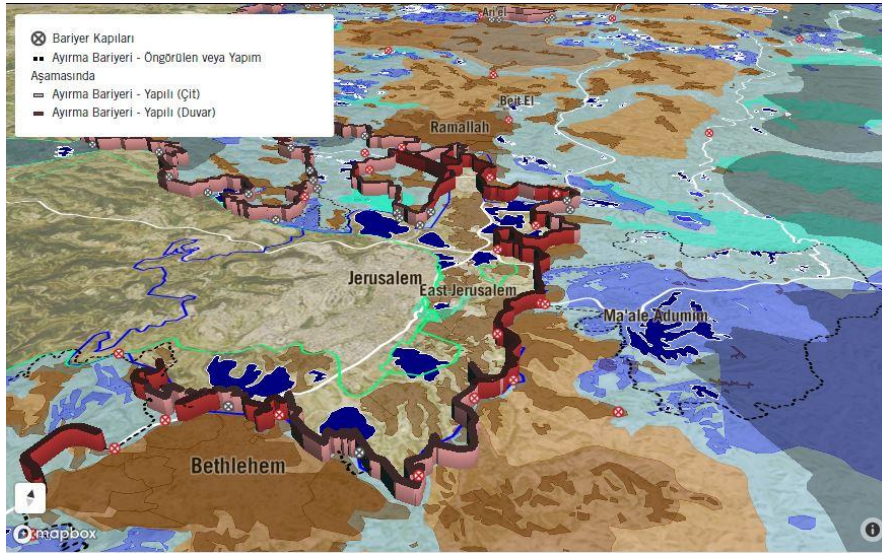 Bariyer Kapıları
Ayırma Bariyeri - Öngörülen veya Yapım
Aşamasında
Ayırma Bariyeri - Yapılı (Çit)
Ayırma Bariyeri - Yapılı (Duvar)
Beit El
Ramallah
Jerusalem
East Jerusalem
Ma'ale Adumim
Bethlehem
mapbox